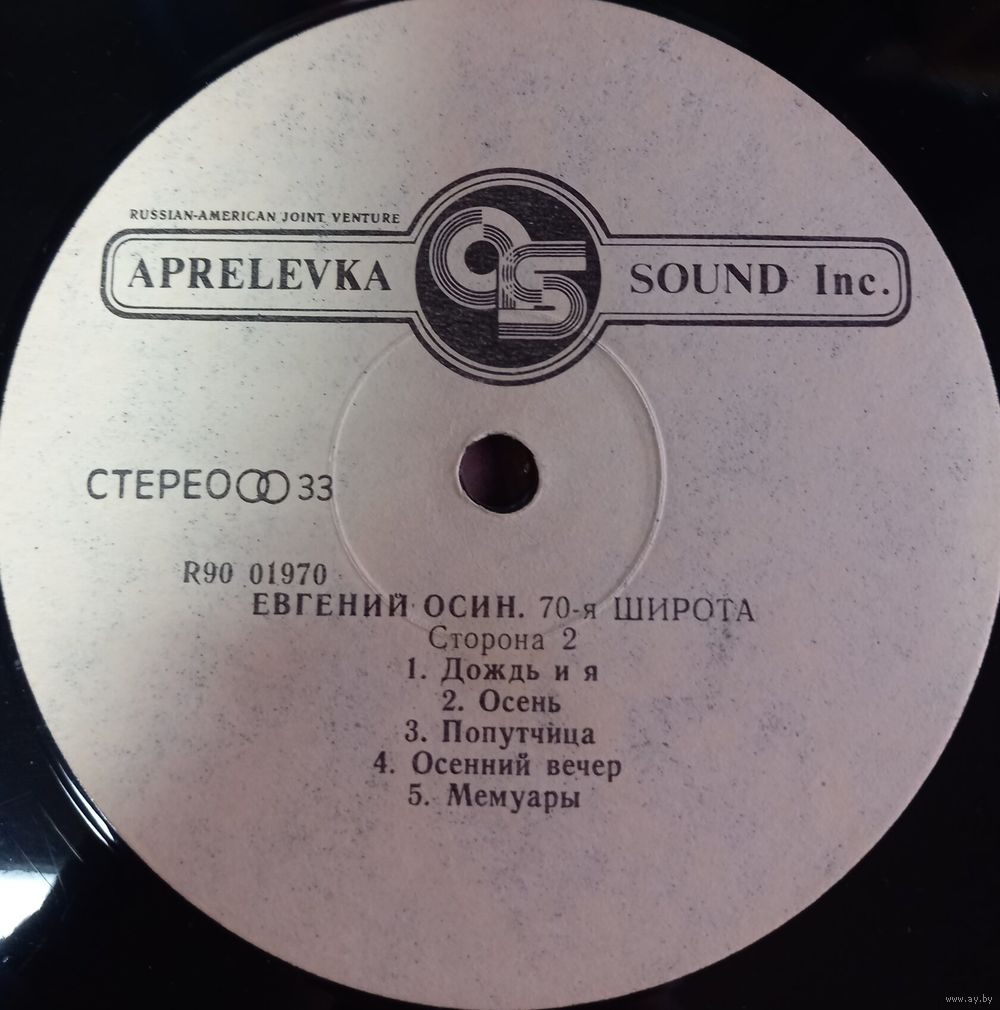 RUSSIAN-AMERICAN JOINT VENTURE
APRELEVKA SOUND Inc.
СТЕРЕО 33
R90 01970
ЕВГЕНИЙ ОСИН. 70-я ШИРОТА
Сторона 2
1. Дождь и я
2. Осень
3. Попутчица
4. Осенний вечер
5. Мемуары
www.ay.by